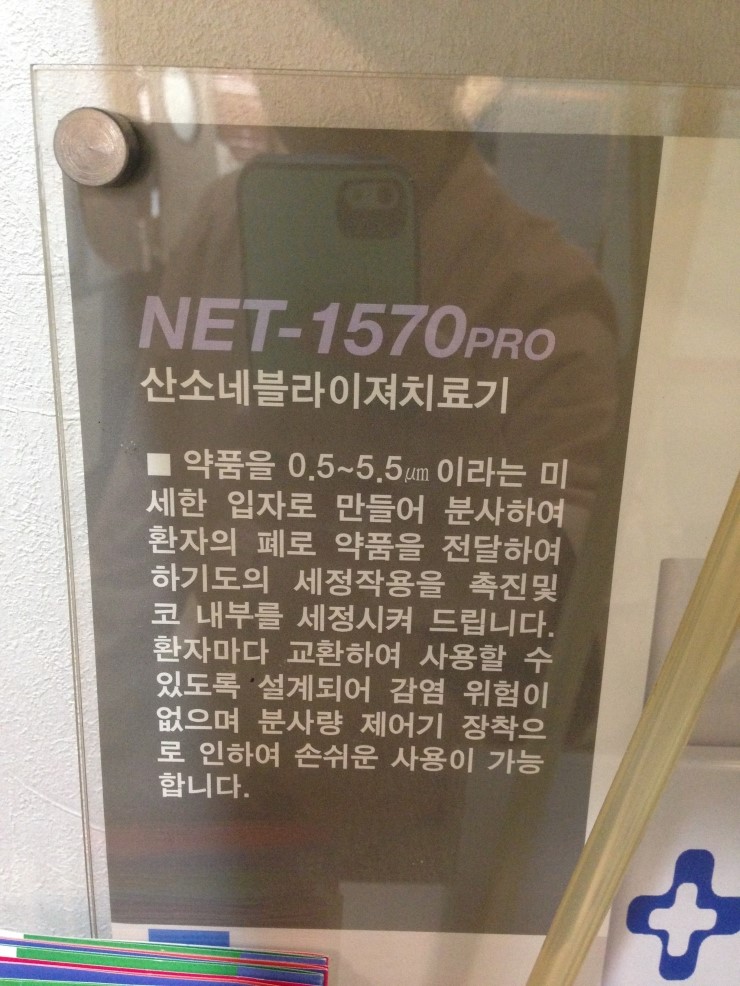 NET-1570PRO
산소네블라이져치료기
■ 약품을 0.5~5.5㎛ 이라는 미
세한 입자로 만들어 분사하여
환자의 폐로 약품을 전달하여
하기도의 세정작용을 촉진및
코 내부를 세정시켜 드립니다.
환자마다 교환하여 사용할 수
있도록 설계되어 감염 위험이
없으며 분사량 제어기 장착으
로 인하여 손쉬운 사용이 가능
합니다.